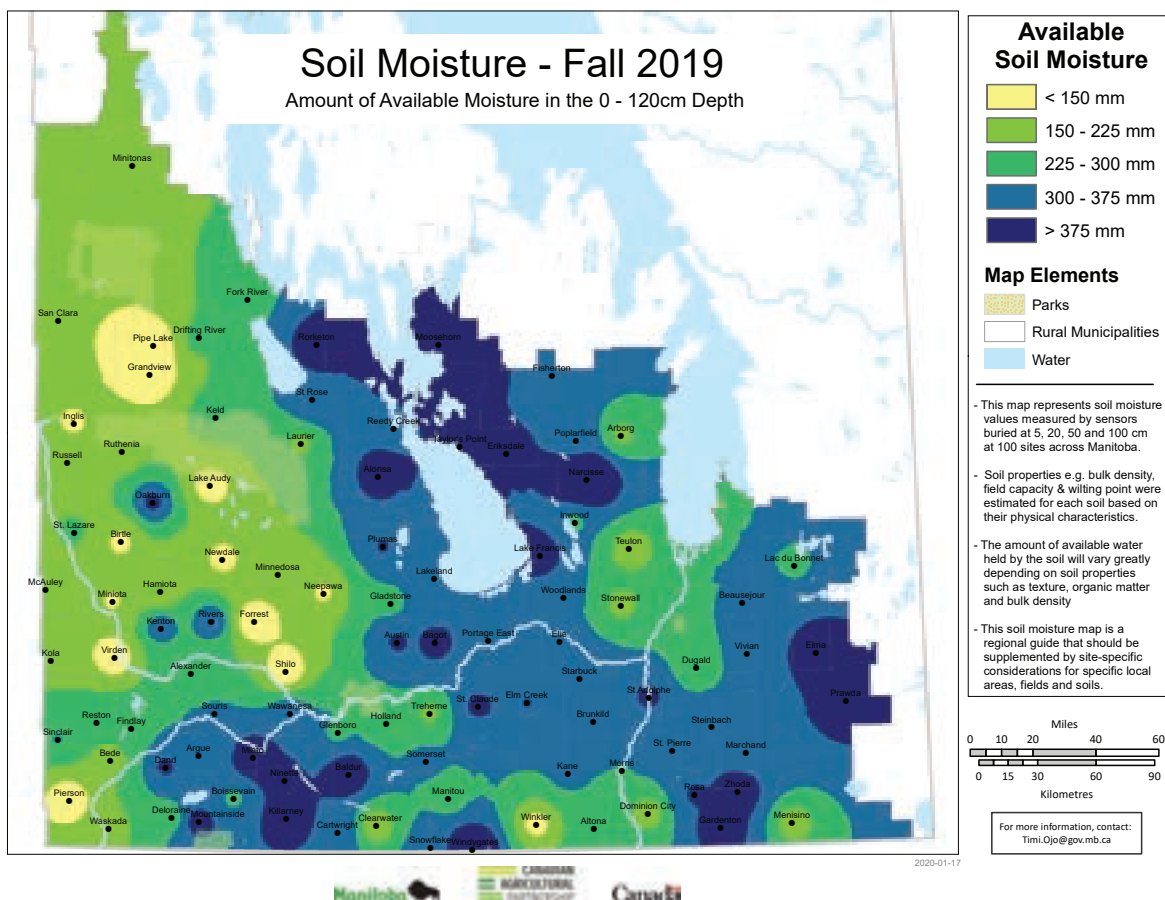 Soil Moisture - Fall 2019
Amount of Available Moisture in the 0 - 120cm Depth
Minitonas
Fork River
San Clara
Drifting River
Pipe Lake
Grandview
Rorketon
Moosehorn
Fisherton
St Rose
Keld
Inglis
Reedy Creek
Laurier
Taylor's Point
Eriksdale
Poplarfield
Arborg
Ruthenia
Russell
Lake Audy
Alonsa
Narcisse
Oakburn
St. Lazare
Birtle
Inwood
Plumas
Newdale
Lake Francis
Teulon
Lac du Bonnet
Minnedosa
Lakeland
McAuley
Hamiota
Neepawa
Miniota
Gladstone
Woodlands
Stonewall
Beausejour
Kenton
Rivers
Forrest
Austin
Bagot
Portage East
Elie
Vivian
Elma
Kola
Virden
Alexander
Shilo
Starbuck
Dugald
St Adolphe
Prawda
St. Claude
Elm Creek
Reston
Findlay
Souris
Wawanesa
Treherne
Holland
Glenboro
Brunkild
Steinbach
Sinclair
Bede
Argue
Dand
Minto
Somerset
St. Pierre
Marchand
Ninette
Baldur
Kane
Morris
Pierson
Boissevain
Manitou
Rosa
Zhoda
Waskada
Deloraine
Mountainside
Killarney
Cartwright
Clearwater
Winkler
Altona
Dominion City
Gardenton
Menisino
Snowflake
Windygates
Available
Soil Moisture
< 150 mm
150 - 225 mm
225 - 300 mm
300 - 375 mm
> 375 mm
Map Elements
Parks
Rural Municipalities
Water
- This map represents soil moisture
values measured by sensors
buried at 5, 20, 50 and 100 cm
at 100 sites across Manitoba.
- Soil properties e.g. bulk density,
field capacity & wilting point were
estimated for each soil based on
their physical characteristics.
- The amount of available water
held by the soil will vary greatly
depending on soil properties
such as texture, organic matter
and bulk density
- This soil moisture map is a
regional guide that should be
supplemented by site-specific
considerations for specific local
areas, fields and soils.
Miles
0 10 20 40 60
0 15 30 60 90
Kilometres
For more information, contact:
Timi.Ojo@gov.mb.ca
2020-01-17
Manitoba
CANADIAN
AGRICULTURAL
PARTNERSHIP
Canada